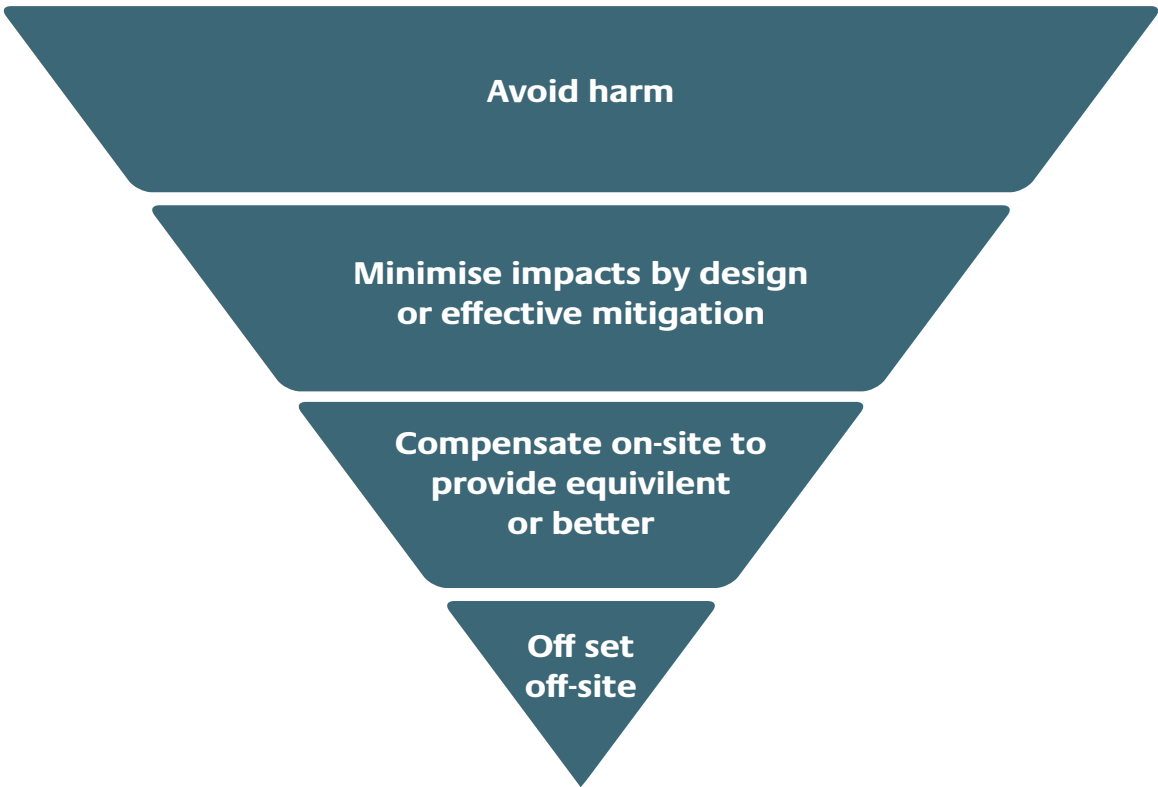 Avoid harm
Minimise impacts by design
or effective mitigation
Compensate on-site to
provide equivilent
or better
Off set
off-site